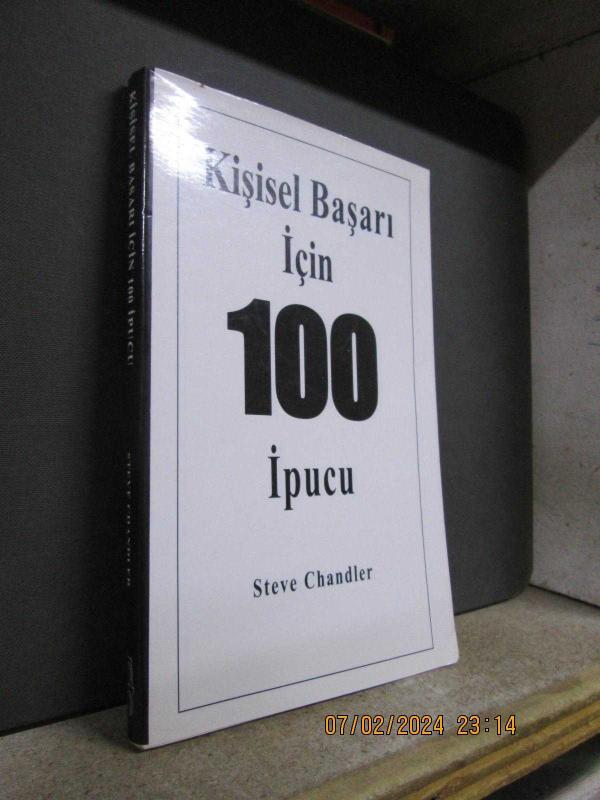 Kişisel Başarı
İçin
100
İpucu
Steve Chandler
KİŞİSEL BAŞARI İÇİN 100 İPUCU
STEVE CHANDLER
07/02/2024 23:14